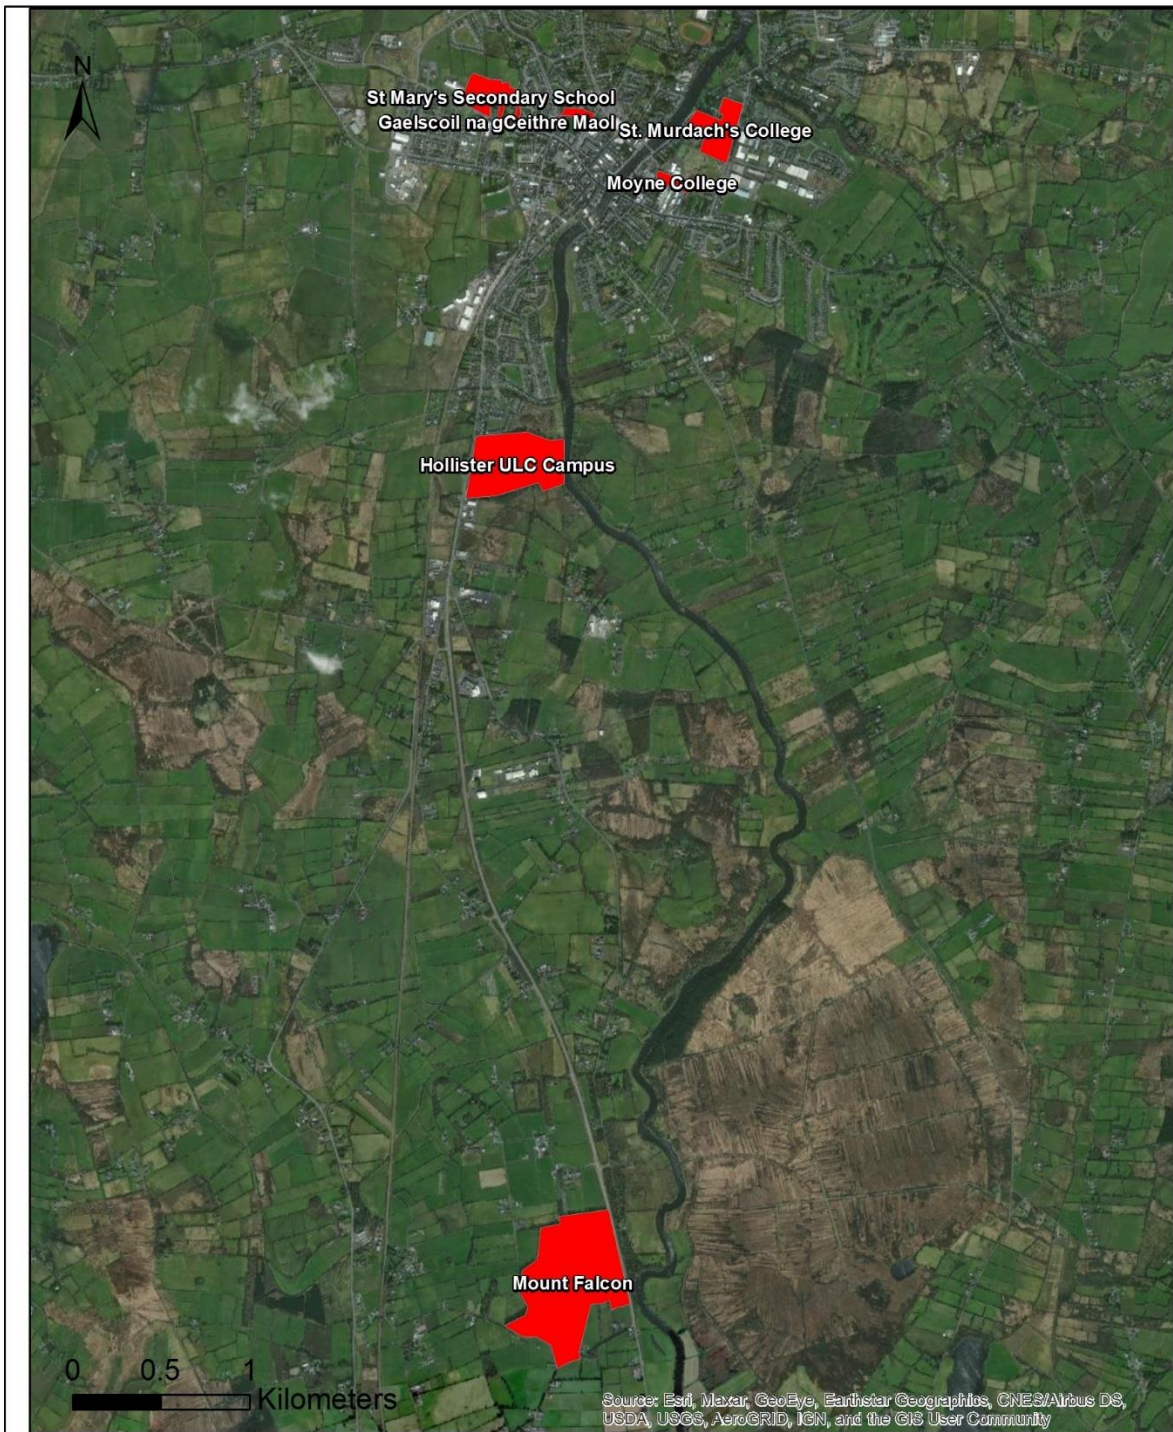 N
St Mary's Secondary School
Gaelscoil na gCeithre Maol
St. Murdach's College
Moyne College
Hollister ULC Campus
Mount Falcon
0 0.5 1
Kilometers
Source: Esri, Maxar, GeoEye, Earthstar Geographics, CNES/Airbus DS,
USDA, USGS, AeroGRID, IGN, and the GIS User Community